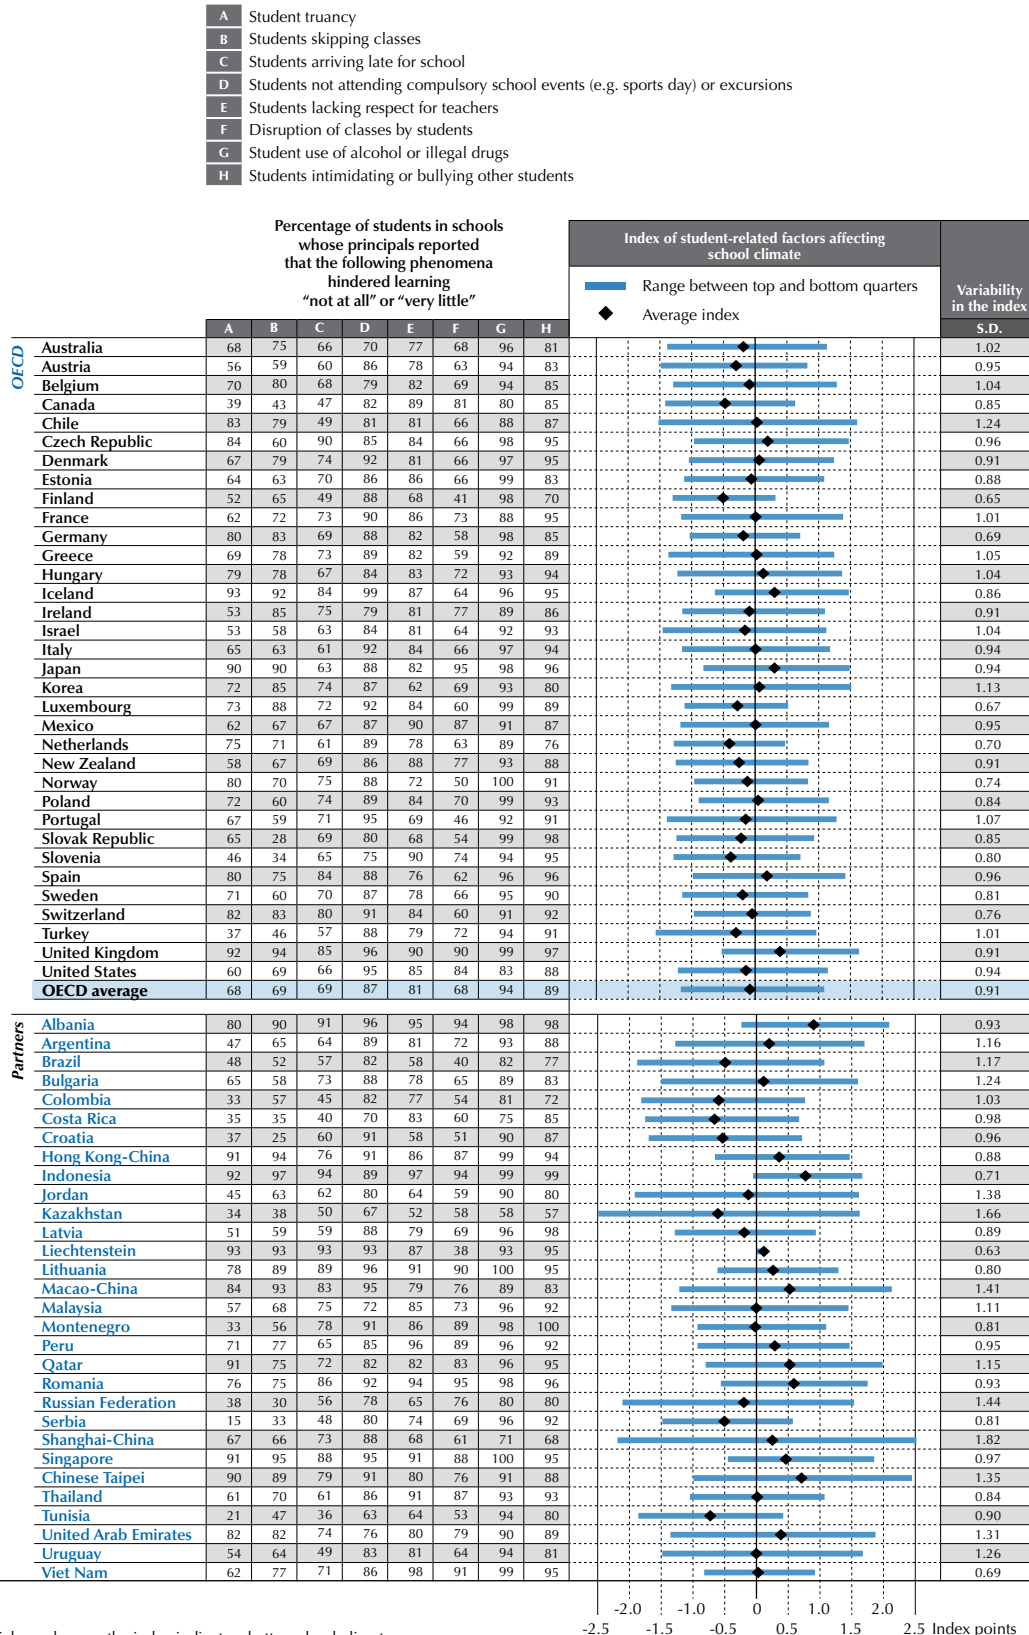 A Student truancy
B Students skipping classes
C Students arriving late for school
D Students not attending compulsory school events (e.g. sports day) or excursions
E Students lacking respect for teachers
F Disruption of classes by students
G Student use of alcohol or illegal drugs
H Students intimidating or bullying other students
Percentage of students in schools
whose principals reported
that the following phenomena
hindered learning
“not at all” or “very little”
Index of student-related factors affecting
school climate
Range between top and bottom quarters
Average index
Variability
in the index
A B C D E F G H S.D.
OECD
Australia 68 75 66 70 77 68 96 81 1.02
Austria 56 59 60 86 78 63 94 83 0.95
Belgium 70 80 68 79 82 69 94 85 1.04
Canada 39 43 47 82 89 81 80 85 0.85
Chile 83 79 49 81 81 66 88 87 1.24
Czech Republic 84 60 90 85 84 66 98 95 0.96
Denmark 67 79 74 92 81 66 97 95 0.91
Estonia 64 63 70 86 86 66 99 83 0.88
Finland 52 65 49 88 68 41 98 70 0.65
France 62 72 73 90 86 73 88 95 1.01
Germany 80 83 69 88 82 58 98 85 0.69
Greece 69 78 73 89 82 59 92 89 1.05
Hungary 79 78 67 84 83 72 93 94 1.04
Iceland 93 92 84 99 87 64 96 95 0.86
Ireland 53 85 75 79 81 77 89 86 0.91
Israel 53 58 63 84 81 64 92 93 1.04
Italy 65 63 61 92 84 66 97 94 0.94
Japan 90 90 63 88 82 95 98 96 0.94
Korea 72 85 74 87 62 69 93 80 1.13
Luxembourg 73 88 72 92 84 60 99 89 0.67
Mexico 62 67 67 87 90 87 91 87 0.95
Netherlands 75 71 61 89 78 63 89 76 0.70
New Zealand 58 67 69 86 88 77 93 88 0.91
Norway 80 70 75 88 72 50 100 91 0.74
Poland 72 60 74 89 84 70 99 93 0.84
Portugal 67 59 71 95 69 46 92 91 1.07
Slovak Republic 65 28 69 80 68 54 99 98 0.85
Slovenia 46 34 65 75 90 74 94 95 0.80
Spain 80 75 84 88 76 62 96 96 0.96
Sweden 71 60 70 87 78 66 95 90 0.81
Switzerland 82 83 80 91 84 60 91 92 0.76
Turkey 37 46 57 88 79 72 94 91 1.01
United Kingdom 92 94 85 96 90 90 99 97 0.91
United States 60 69 66 95 85 84 83 88 0.94
OECD average 68 69 69 87 81 68 94 89 0.91
Partners
Albania 80 90 91 96 95 94 98 98 0.93
Argentina 47 65 64 89 81 72 93 88 1.16
Brazil 48 52 57 82 58 40 82 77 1.17
Bulgaria 65 58 73 88 78 65 89 83 1.24
Colombia 33 57 45 82 77 54 81 72 1.03
Costa Rica 35 35 40 70 83 60 75 85 0.98
Croatia 37 25 60 91 58 51 90 87 0.96
Hong Kong-China 91 94 76 91 86 87 99 94 0.88
Indonesia 92 97 94 89 97 94 99 99 0.71
Jordan 45 63 62 80 64 59 90 80 1.38
Kazakhstan 34 38 50 67 52 58 58 57 1.66
Latvia 51 59 59 88 79 69 96 98 0.89
Liechtenstein 93 93 93 93 87 38 93 95 0.63
Lithuania 78 89 89 96 91 90 100 95 0.80
Macao-China 84 93 83 95 79 76 89 83 1.41
Malaysia 57 68 75 72 85 73 96 92 1.11
Montenegro 33 56 78 91 86 89 98 100 0.81
Peru 71 77 65 85 96 89 96 92 0.95
Qatar 91 75 72 82 82 83 96 95 1.15
Romania 76 75 86 92 94 95 98 96 0.93
Russian Federation 38 30 56 78 65 76 80 80 1.44
Serbia 15 33 48 80 74 69 96 92 0.81
Shanghai-China 67 66 73 88 68 61 71 68 1.82
Singapore 91 95 88 95 91 88 100 95 0.97
Chinese Taipei 90 89 79 91 80 76 91 88 1.35
Thailand 61 70 61 86 91 87 93 93 0.84
Tunisia 21 47 36 63 64 53 94 80 0.90
United Arab Emirates 82 82 74 76 80 79 90 89 1.31
Uruguay 54 64 49 83 81 64 94 81 1.26
Viet Nam 62 77 71 86 98 91 99 95 0.69
-2.0 -1.0 0 1.0 2.0
-2.5 -1.5 -0.5 0.5 1.5 2.5 Index points